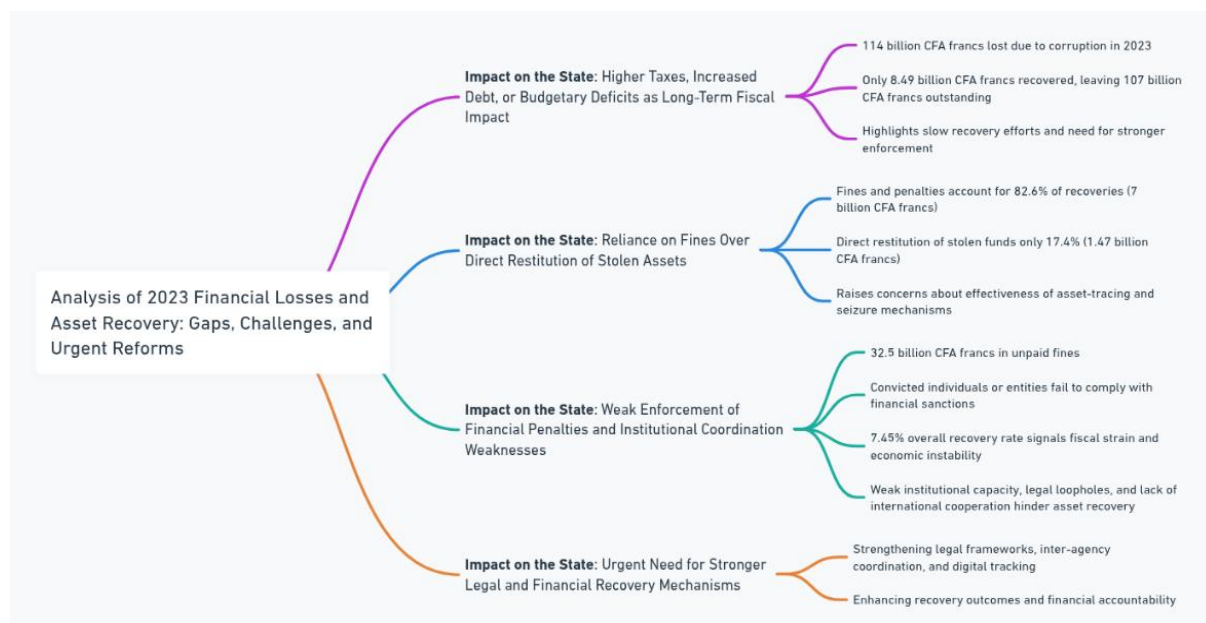 Analysis of 2023 Financial Losses and
Asset Recovery: Gaps, Challenges, and
Urgent Reforms
Impact on the State: Higher Taxes, Increased
Debt, or Budgetary Deficits as Long-Term Fiscal
Impact
114 billion CFA francs lost due to corruption in 2023
Only 8.49 billion CFA francs recovered, leaving 107 billion
CFA francs outstanding
Highlights slow recovery efforts and need for stronger
enforcement
Impact on the State: Reliance on Fines Over
Direct Restitution of Stolen Assets
Fines and penalties account for 82.6% of recoveries (7
billion CFA francs)
Direct restitution of stolen funds only 17.4% (1.47 billion
CFA francs)
Raises concerns about effectiveness of asset-tracing and
seizure mechanisms
Impact on the State: Weak Enforcement of
Financial Penalties and Institutional Coordination
Weaknesses
32.5 billion CFA francs in unpaid fines
Convicted individuals or entities fail to comply with
financial sanctions
7.45% overall recovery rate signals fiscal strain and
economic instability
Weak institutional capacity, legal loopholes, and lack of
international cooperation hinder asset recovery
Impact on the State: Urgent Need for Stronger
Legal and Financial Recovery Mechanisms
Strengthening legal frameworks, inter-agency
coordination, and digital tracking
Enhancing recovery outcomes and financial accountability